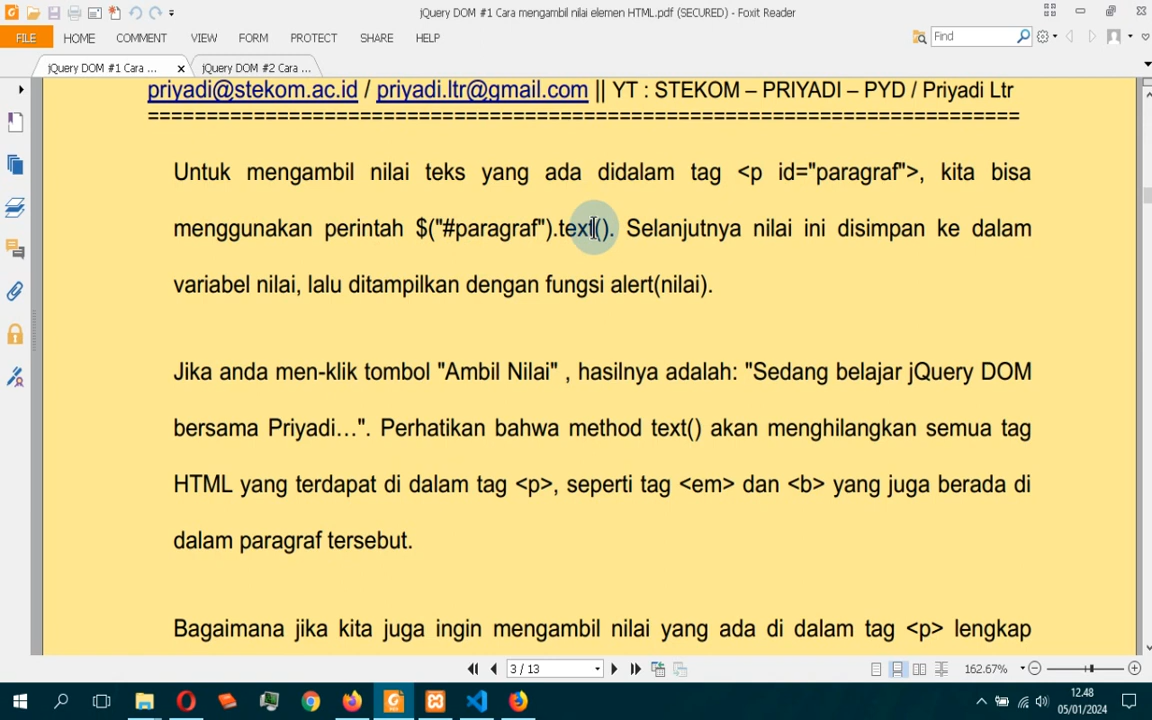 jQuery DOM #1 Cara mengambil nilai elemen HTML.pdf (SECURED) - Foxit Reader
FILE HOME COMMENT VIEW FORM PROTECT SHARE HELP Find
jQuery DOM #1 Cara ... jQuery DOM #2 Cara ...
priyadi@stekom.ac.id / priyadi.ltr@gmail.com || YT : STEKOM – PRIYADI – PYD / Priyadi Ltr
=====================================================================
Untuk mengambil nilai teks yang ada didalam tag <p id="paragraf">, kita bisa
menggunakan perintah $("#paragraf").text(). Selanjutnya nilai ini disimpan ke dalam
variabel nilai, lalu ditampilkan dengan fungsi alert(nilai).
Jika anda men-klik tombol "Ambil Nilai" , hasilnya adalah: "Sedang belajar jQuery DOM
bersama Priyadi…". Perhatikan bahwa method text() akan menghilangkan semua tag
HTML yang terdapat di dalam tag <p>, seperti tag <em> dan <b> yang juga berada di
dalam paragraf tersebut.
Bagaimana jika kita juga ingin mengambil nilai yang ada di dalam tag <p> lengkap
3 / 13 162.67%
12.48
05/01/2024